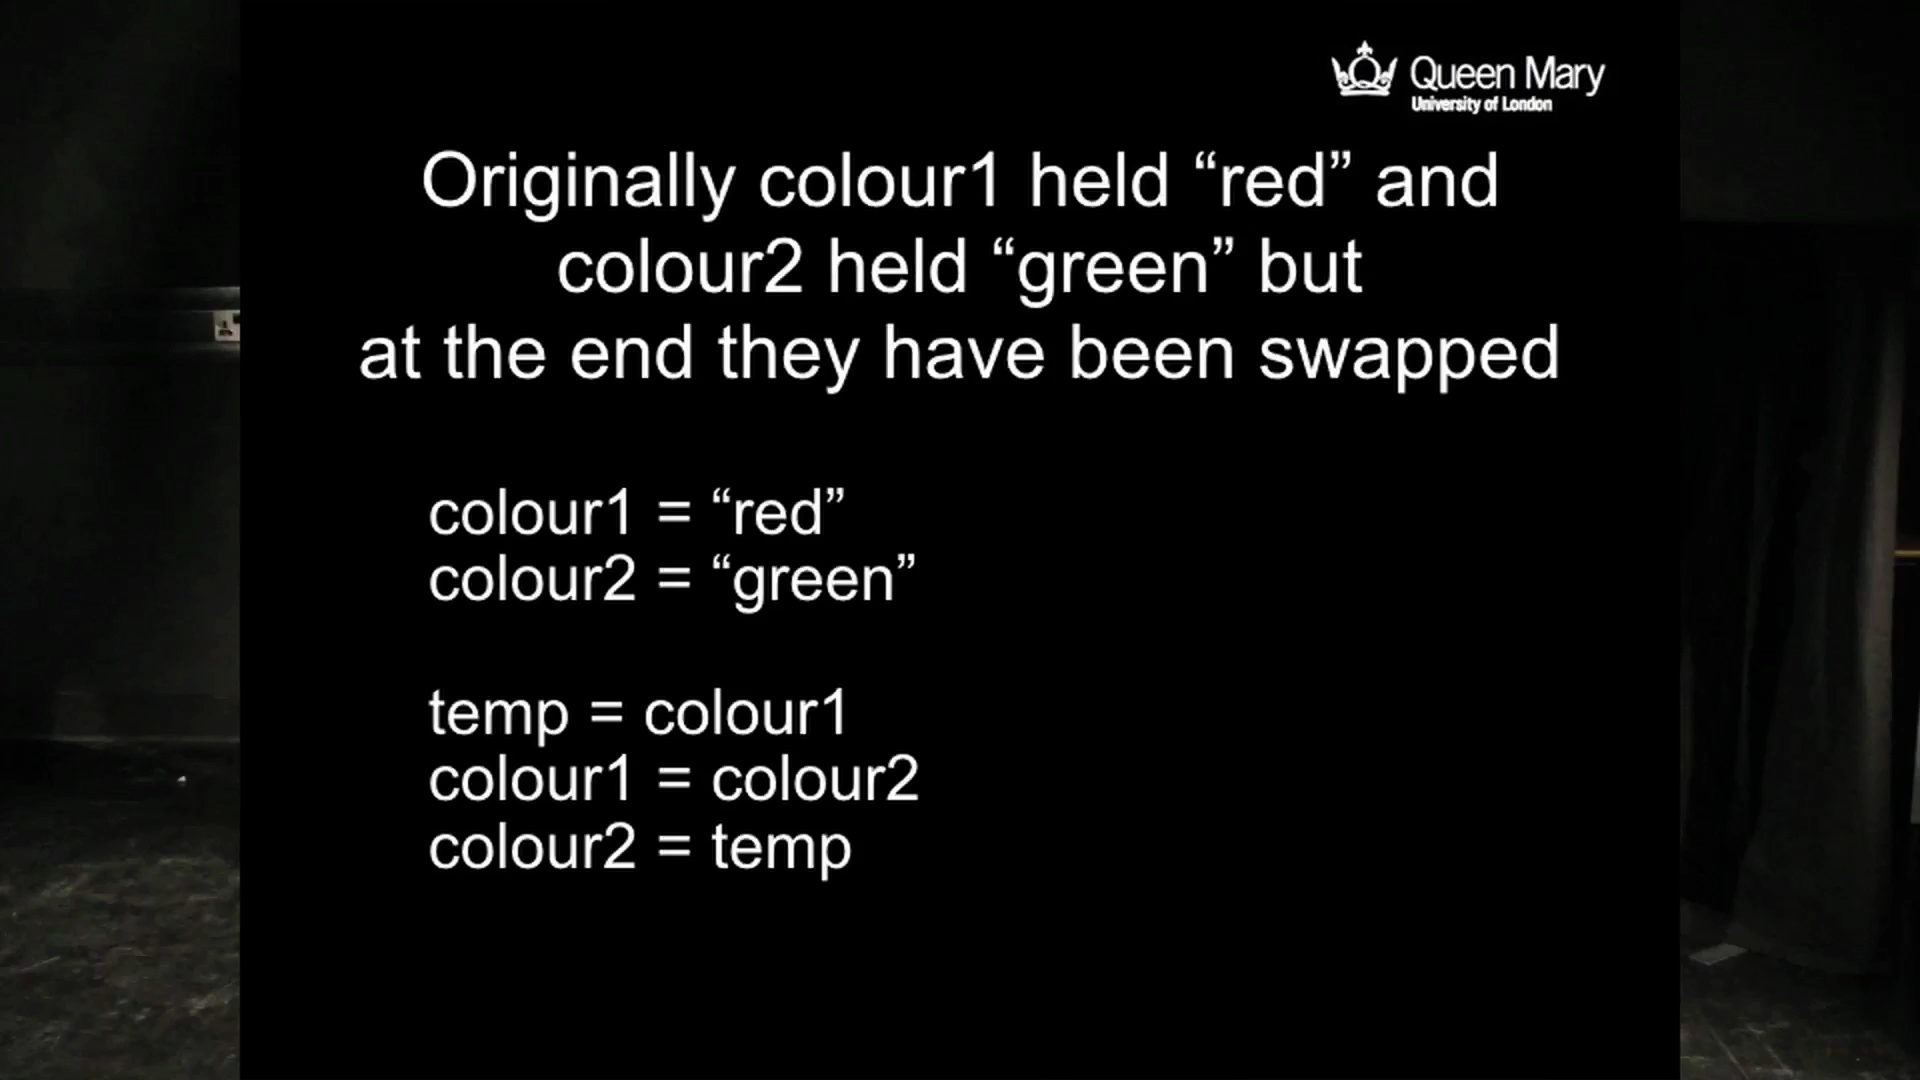 Queen Mary
University of London
Originally colour1 held “red” and
colour2 held “green” but
at the end they have been swapped
colour1 = “red”
colour2 = “green”
temp = colour1
colour1 = colour2
colour2 = temp